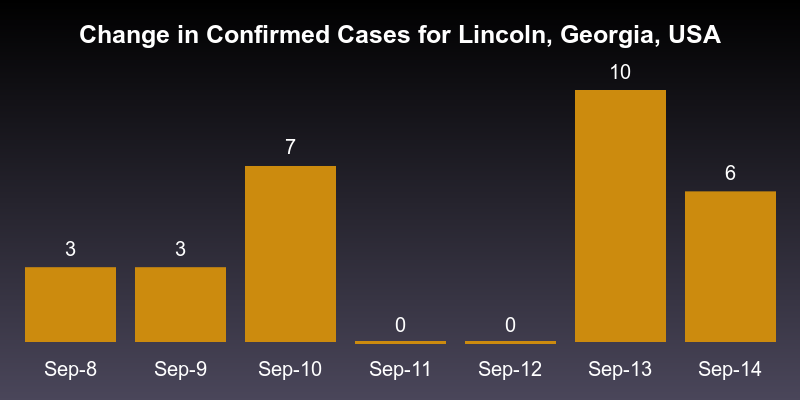 Change in Confirmed Cases for Lincoln, Georgia, USA
3 3 7 0 0 10 6
Sep-8 Sep-9 Sep-10 Sep-11 Sep-12 Sep-13 Sep-14